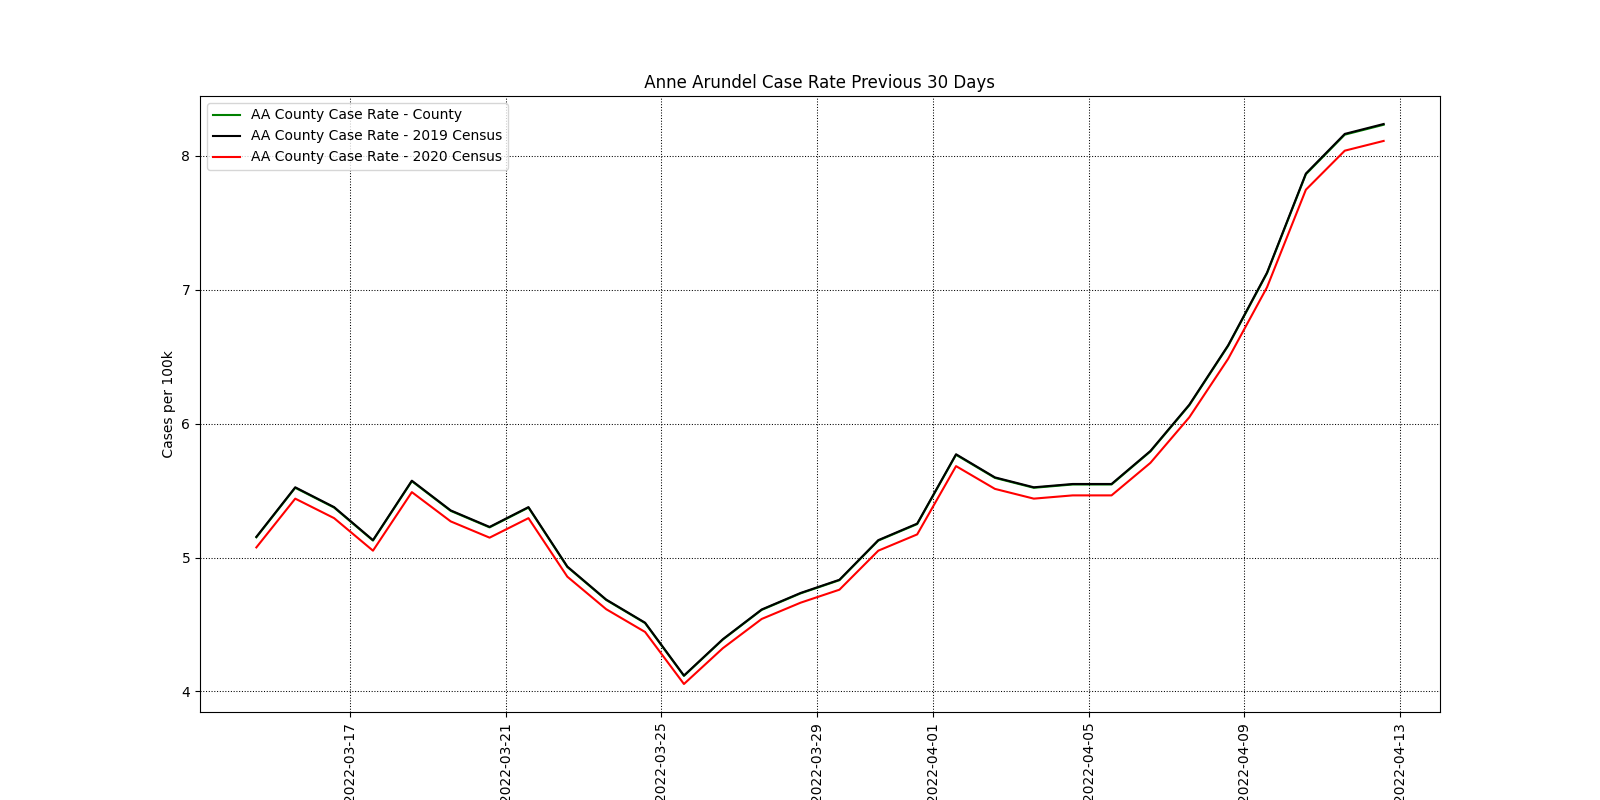 Anne Arundel Case Rate Previous 30 Days
AA County Case Rate - County
AA County Case Rate - 2019 Census
AA County Case Rate - 2020 Census
8
7
6
5
4
Cases per 100k
2022-03-17
2022-03-21
2022-03-25
2022-03-29
2022-04-01
2022-04-05
2022-04-09
2022-04-13